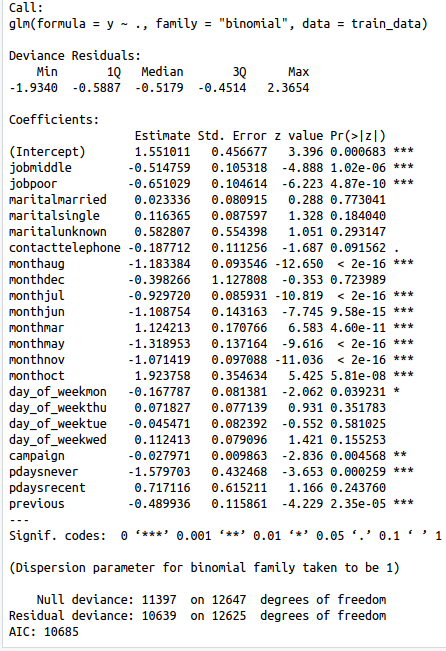 Call:
glm(formula = y ~ ., family = "binomial", data = train_data)
Deviance Residuals:
    Min       1Q   Median       3Q      Max
-1.9340  -0.5887  -0.5179  -0.4514   2.3654
Coefficients:
                  Estimate Std. Error z value Pr(>|z|)
(Intercept)       1.551011   0.456677   3.396 0.000683 ***
jobmiddle        -0.514759   0.105318  -4.888 1.02e-06 ***
jobpoor          -0.651029   0.104614  -6.223 4.87e-10 ***
maritalmarried    0.023336   0.080915   0.288 0.773041
maritalsingle     0.116365   0.087597   1.328 0.184040
maritalunknown    0.582807   0.554398   1.051 0.293147
contacttelephone -0.187712   0.111256  -1.687 0.091562 .
monthaug         -1.183384   0.093546 -12.650  < 2e-16 ***
monthdec         -0.398266   1.127808  -0.353 0.723989
monthjul         -0.929720   0.085931 -10.819  < 2e-16 ***
monthjun         -1.108754   0.143163  -7.745 9.58e-15 ***
monthmar          1.124213   0.170766   6.583 4.60e-11 ***
monthmay         -1.318953   0.137164  -9.616  < 2e-16 ***
monthnov         -1.071419   0.097088 -11.036  < 2e-16 ***
monthoct          1.923758   0.354634   5.425 5.81e-08 ***
day_of_weekmon   -0.167787   0.081381  -2.062 0.039231 *
day_of_weekthu    0.071827   0.077139   0.931 0.351783
day_of_weektue   -0.045471   0.082392  -0.552 0.581025
day_of_weekwed    0.112413   0.079096   1.421 0.155253
campaign         -0.027971   0.009863  -2.836 0.004568 **
pdaysnever       -1.579703   0.432468  -3.653 0.000259 ***
pdaysrecent       0.717116   0.615211   1.166 0.243760
previous         -0.489936   0.115861  -4.229 2.35e-05 ***
---
Signif. codes:  0 ‘***’ 0.001 ‘**’ 0.01 ‘*’ 0.05 ‘.’ 0.1 ‘ ’ 1
(Dispersion parameter for binomial family taken to be 1)
    Null deviance: 11397  on 12647  degrees of freedom
Residual deviance: 10639  on 12625  degrees of freedom
AIC: 10685